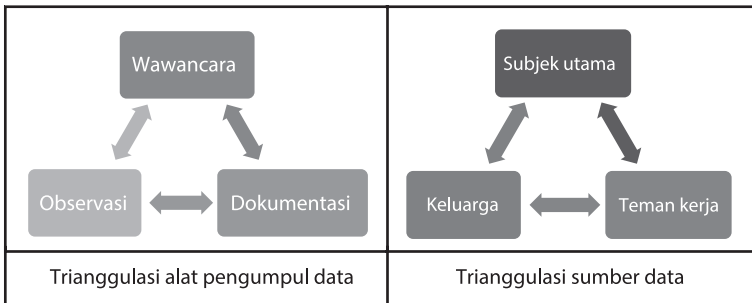 Wawancara
Observasi
Dokumentasi
Trianggulasi alat pengumpul data
Subjek utama
Keluarga
Teman kerja
Trianggulasi sumber data